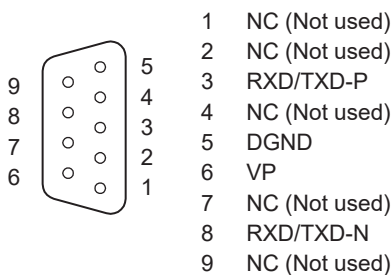 9
8
7
6
5
4
3
2
1
1 NC (Not used)
2 NC (Not used)
3 RXD/TXD-P
4 NC (Not used)
5 DGND
6 VP
7 NC (Not used)
8 RXD/TXD-N
9 NC (Not used)